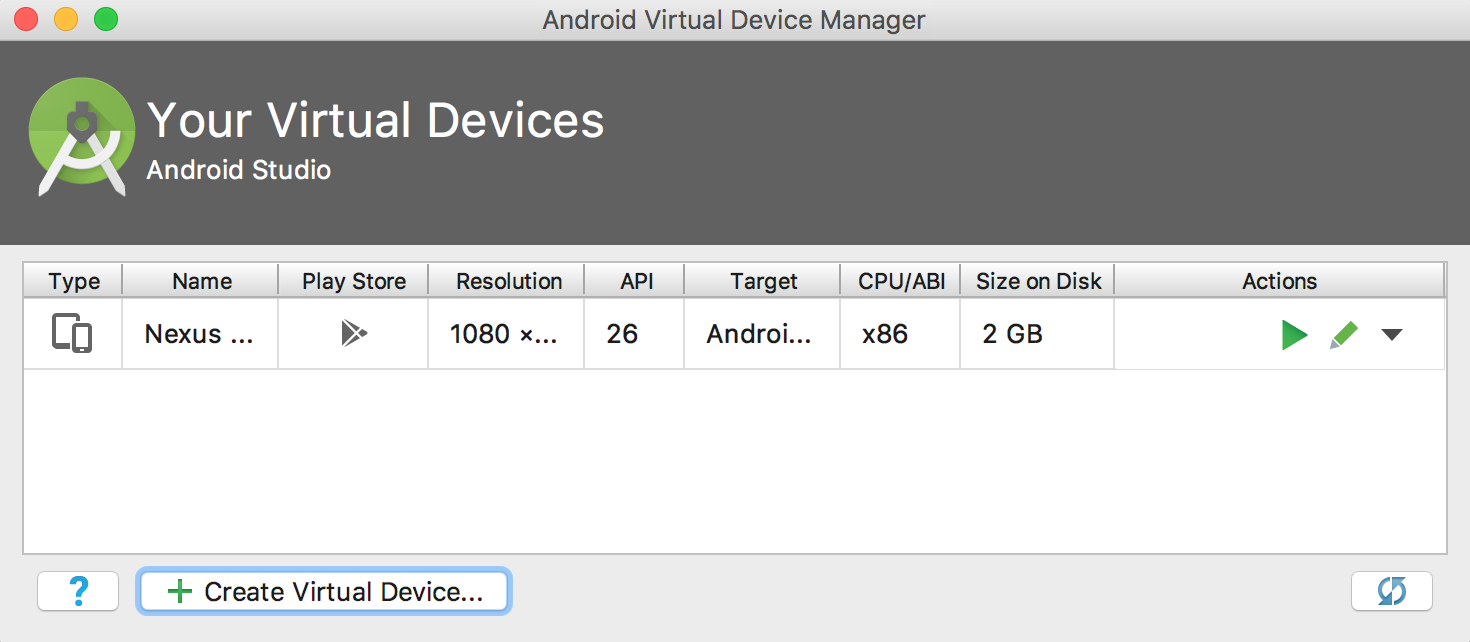 Android Virtual Device Manager
Your Virtual Devices
Android Studio
Type Name Play Store Resolution API Target CPU/ABI Size on Disk Actions
Nexus ... 1080 ×... 26 Androi... x86 2 GB
? + Create Virtual Device...